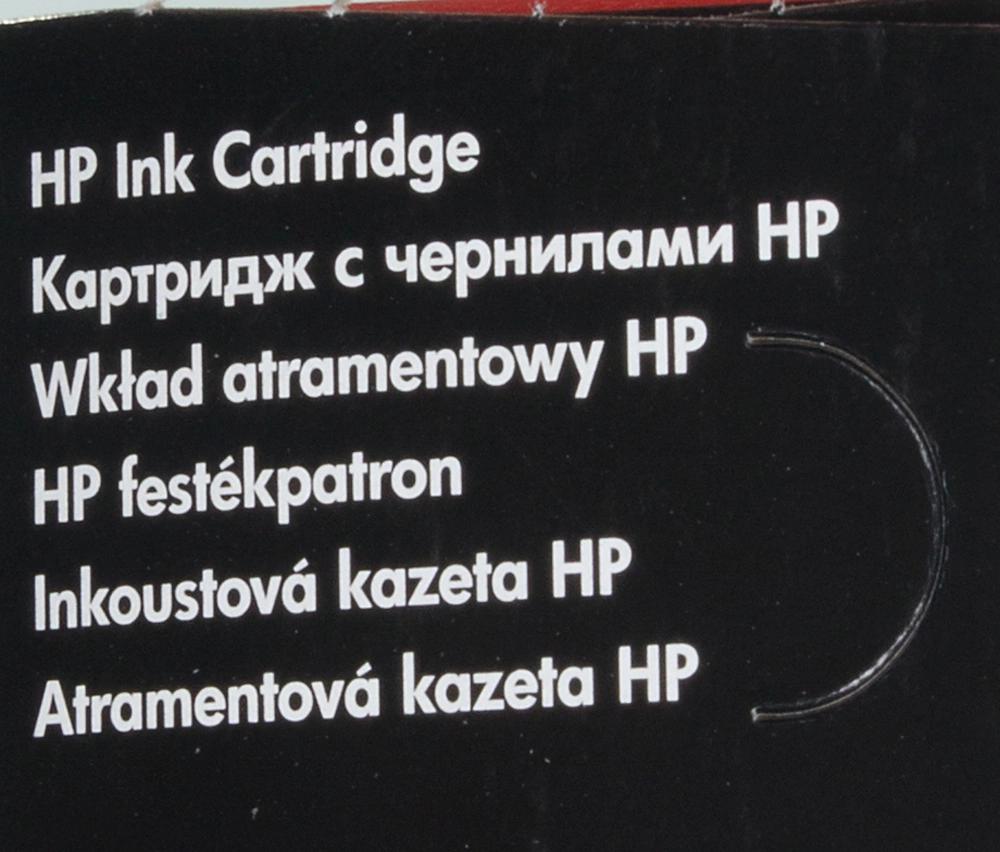 HP Ink Cartridge
Картридж с чернилами HP
Wkład atramentowy HP
HP festékpatron
Inkoustová kazeta HP
Atramentová kazeta HP